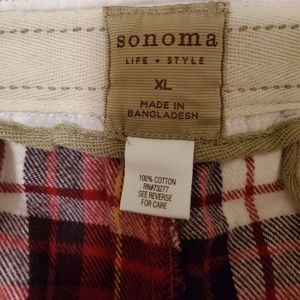 sonoma
LIFE + STYLE
XL
MADE IN
BANGLADESH
100% COTTON
RN#73277
SEE REVERSE
FOR CARE